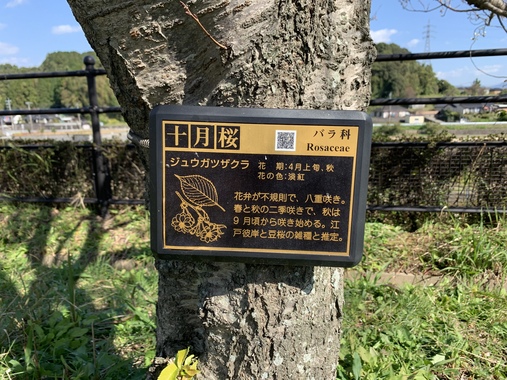 十月桜
バラ科
Rosaceae
ジュウガツザクラ
花　期:4月上旬、秋
花の色:淡紅
花弁が不規則で、八重咲き。
春と秋の二季咲きで、秋は
9月頃から咲き始める。江
戸彼岸と豆桜の雑種と推定。